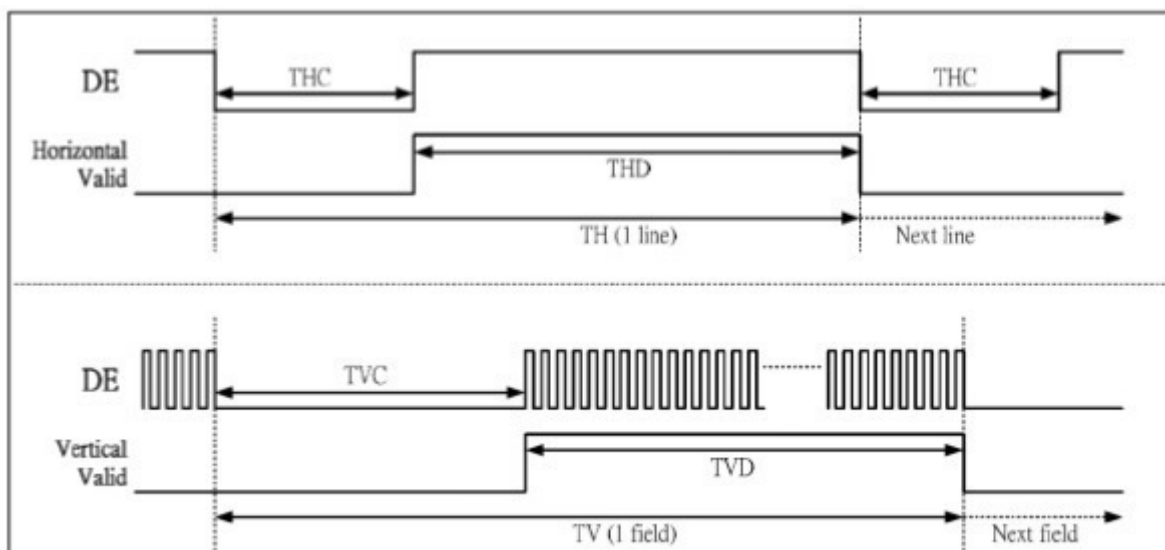 DE
THC
THC
Horizontal
Valid
THD
TH (1 line)
Next line
DE
TVC
Vertical
Valid
TVD
TV (1 field)
Next field